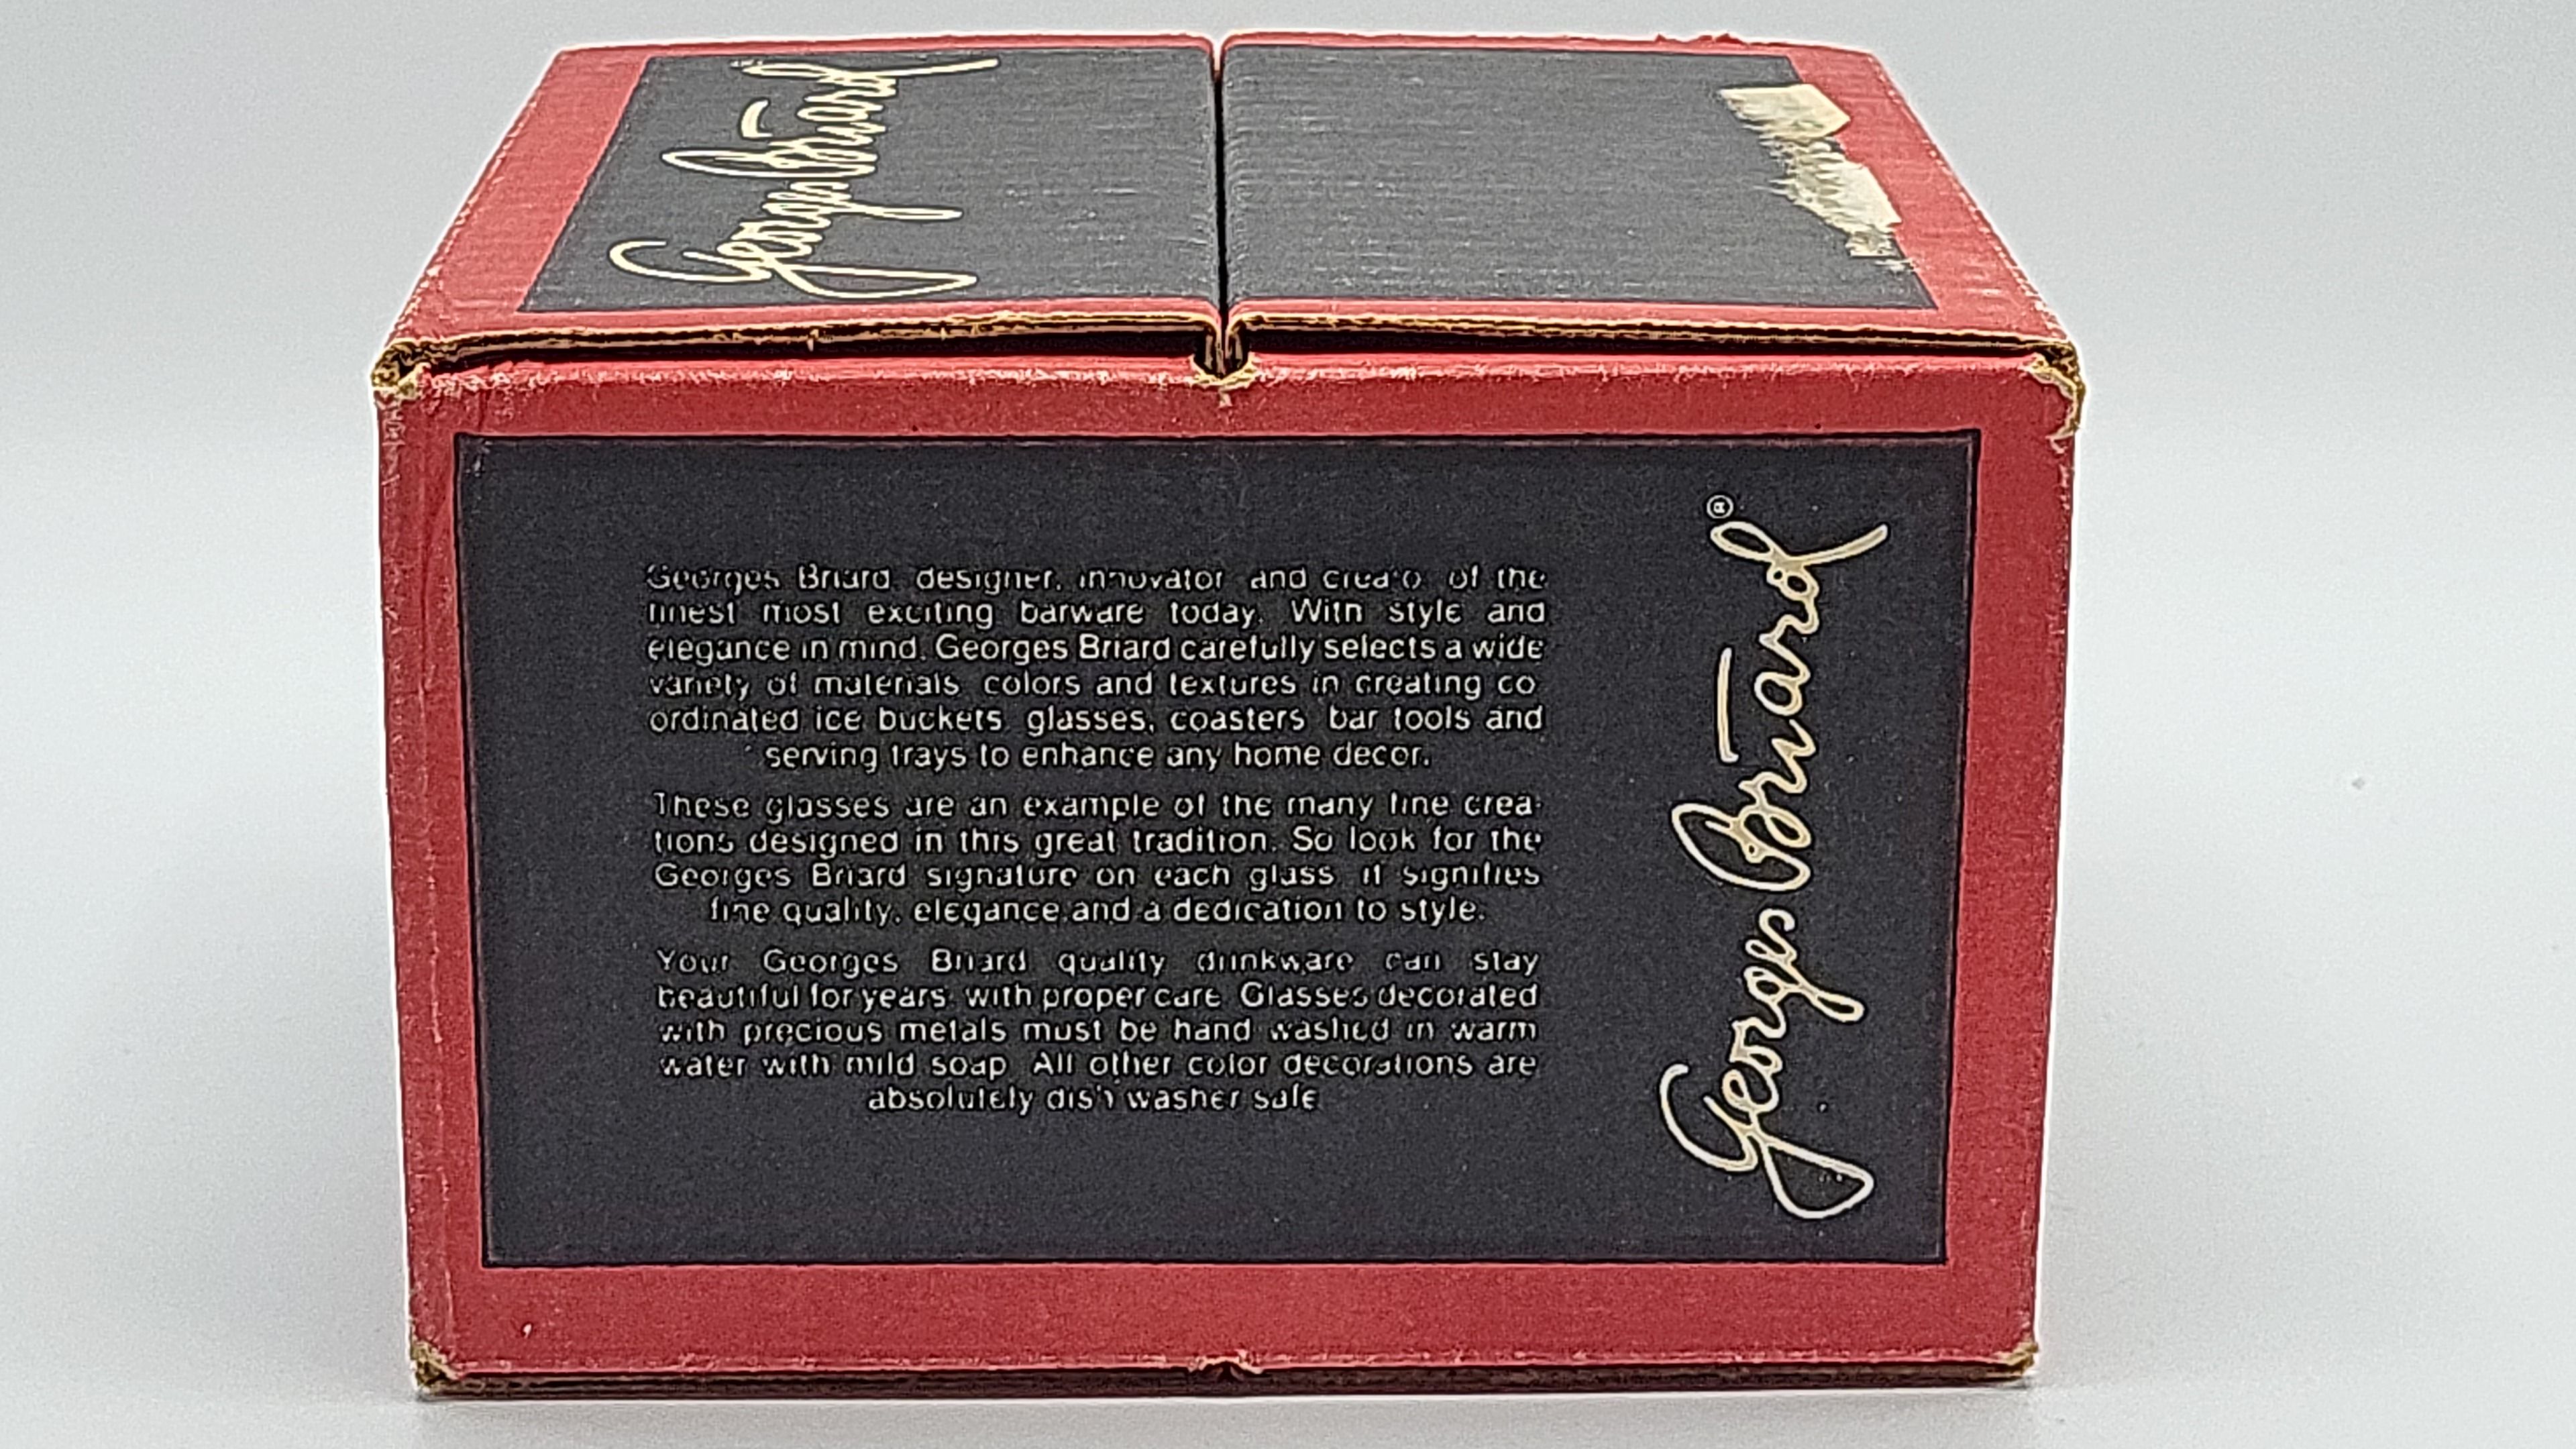 Georges Briard
Georges Briard, designer, innovator and creator of the
finest most exciting barware today. With style and
elegance in mind, Georges Briard carefully selects a wide
variety of materials, colors and textures in creating co-
ordinated ice buckets, glasses, coasters, bar tools and
serving trays to enhance any home decor.
These glasses are an example of the many fine crea-
tions designed in this great tradition. So look for the
Georges Briard signature on each glass, it signifies
fine quality, elegance and a dedication to style.
Your Georges Briard quality drinkware can stay
beautiful for years, with proper care. Glasses decorated
with precious metals must be hand washed in warm
water with mild soap. All other color decorations are
absolutely dish washer safe
Georges Briard®